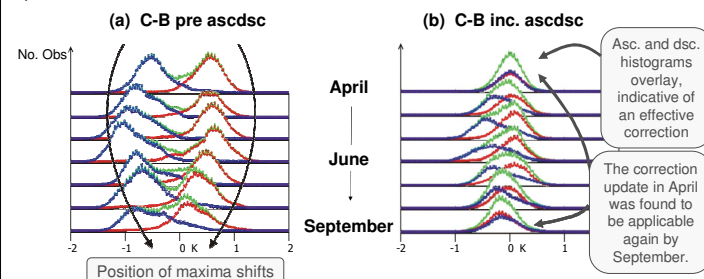 (a) C-B pre ascdsc
(b) C-B inc. ascdsc
No. Obs
April
June
September
-2 -1 0 K 1 2
-2 -1 0 K 1
Position of maxima shifts
Asc. and dsc.
histograms
overlay,
indicative of
an effective
correction
The correction
update in April
was found to
be applicable
again by
September.